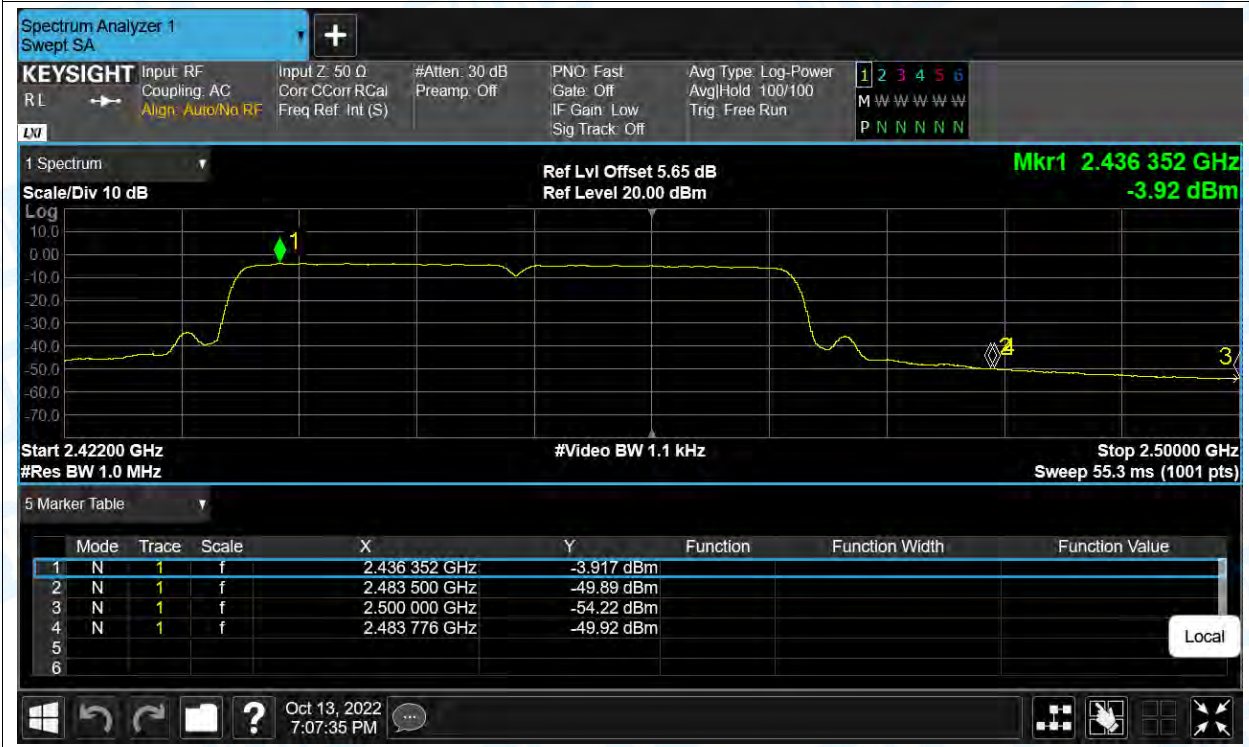 Spectrum Analyzer 1
Swept SA
+
KEYSIGHT Input: RF Input Z: 50 Ω #Atten: 30 dB PNO: Fast Avg Type: Log-Power 1 2 3 4 5 6
RL Coupling: AC Corr CCorr RCal Preamp: Off Gate: Off Avg|Hold: 100/100 M W W W W W W
Align: Auto/No RF Freq Ref: Int (S) IF Gain: Low Trig: Free Run
LXI Sig Track: Off P N N N N N N
1 Spectrum
Ref Lvl Offset 5.65 dB Mkr1 2.436 352 GHz
Scale/Div 10 dB Ref Level 20.00 dBm -3.92 dBm
Log
10.0
1
0.00
-10.0
-20.0
-30.0
-40.0
2 4
3
-50.0
-60.0
-70.0
Start 2.42200 GHz #Video BW 1.1 kHz Stop 2.50000 GHz
#Res BW 1.0 MHz Sweep 55.3 ms (1001 pts)
5 Marker Table
Mode Trace Scale X Y Function Function Width Function Value
1 N 1 f 2.436 352 GHz -3.917 dBm
2 N 1 f 2.483 500 GHz -49.89 dBm
3 N 1 f 2.500 000 GHz -54.22 dBm
4 N 1 f 2.483 776 GHz -49.92 dBm
5
6
Local
? Oct 13, 2022
7:07:35 PM